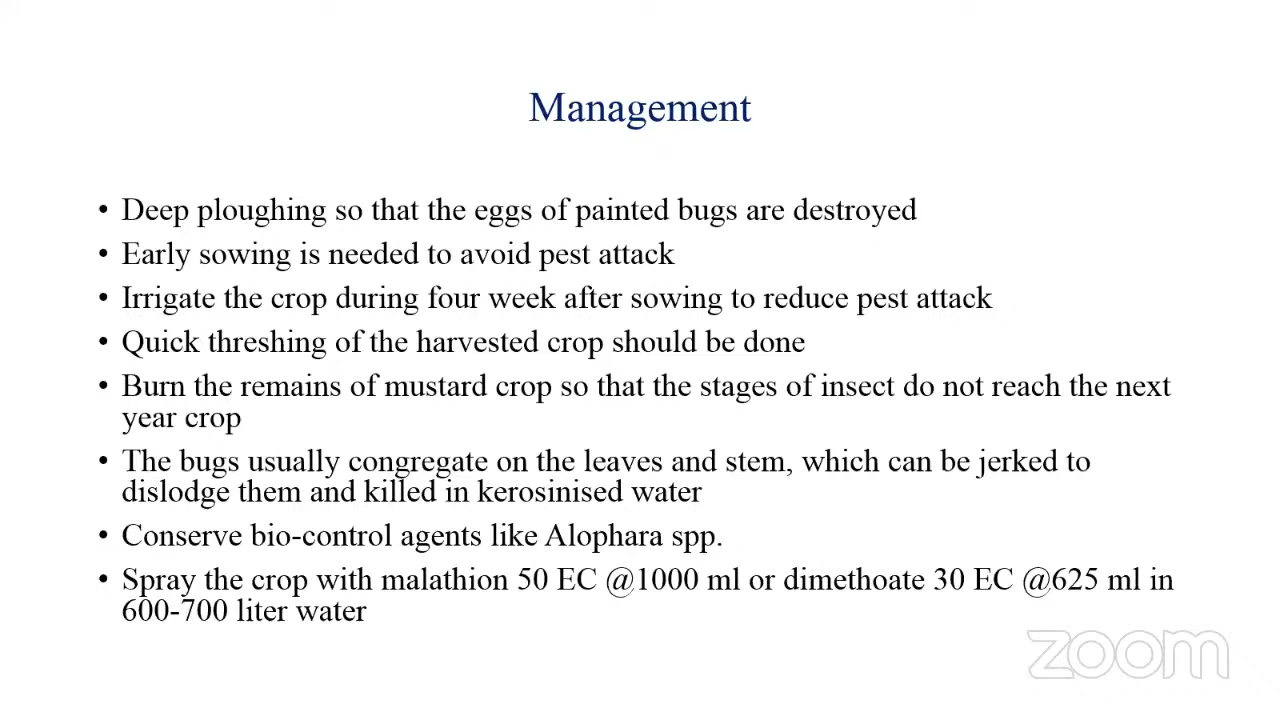 Management
• Deep ploughing so that the eggs of painted bugs are destroyed
• Early sowing is needed to avoid pest attack
• Irrigate the crop during four week after sowing to reduce pest attack
• Quick threshing of the harvested crop should be done
• Burn the remains of mustard crop so that the stages of insect do not reach the next
year crop
• The bugs usually congregate on the leaves and stem, which can be jerked to
dislodge them and killed in kerosinised water
• Conserve bio-control agents like Alophara spp.
• Spray the crop with malathion 50 EC @1000 ml or dimethoate 30 EC @625 ml in
600-700 liter water
zoom